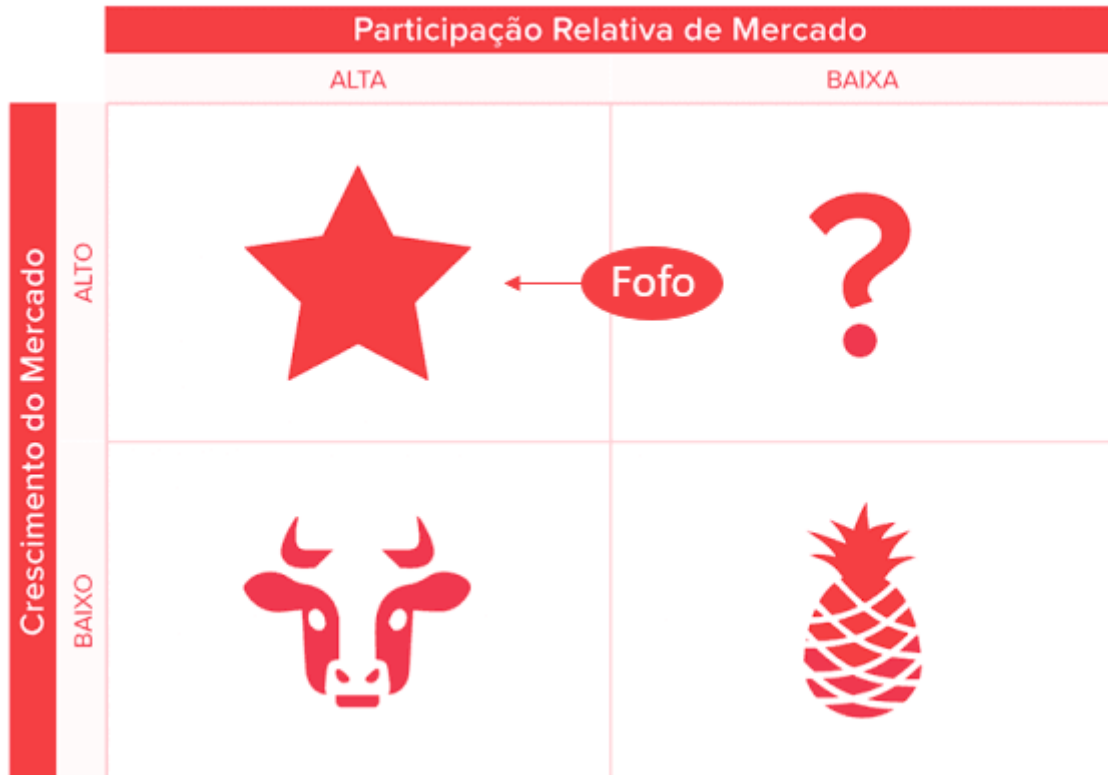 Participação Relativa de Mercado
ALTA
BAIXA
Crescimento do Mercado
ALTO
Fofo
?
BAIXO